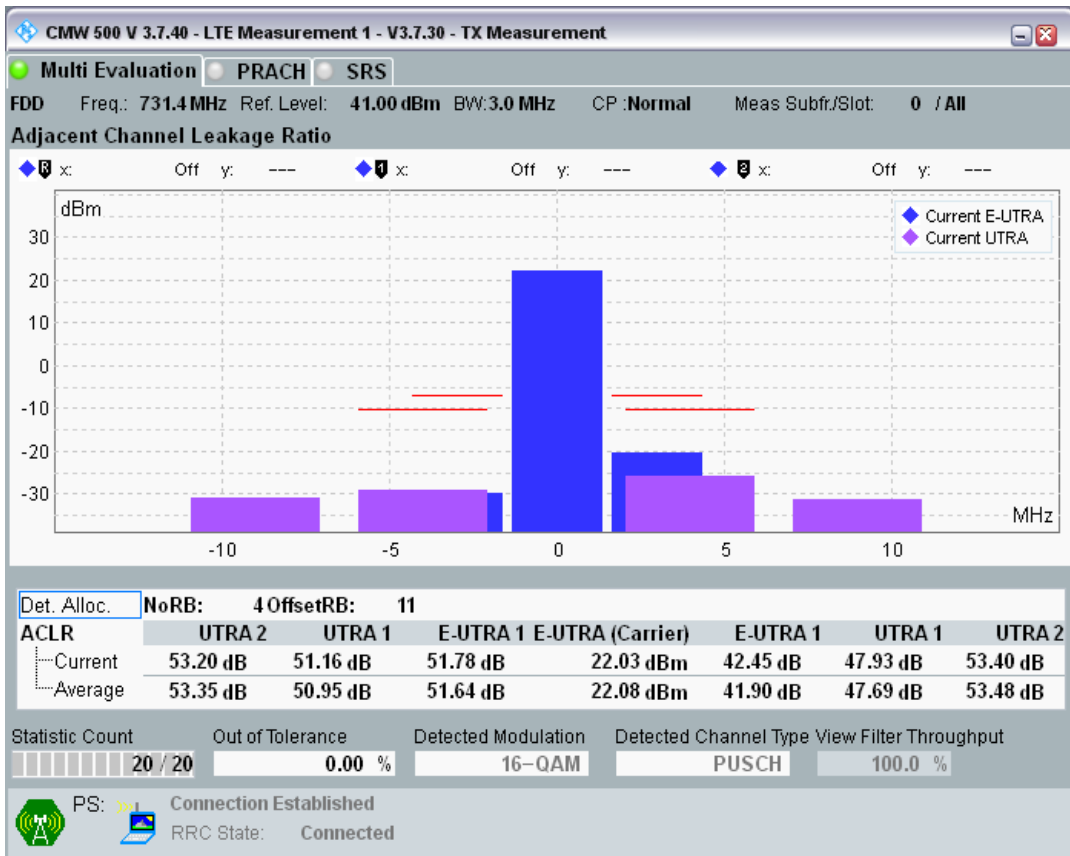 CMW 500 V 3.7.40 - LTE Measurement 1 - V3.7.30 - TX Measurement
Multi Evaluation PRACH SRS
FDD Freq.: 731.4 MHz Ref. Level: 41.00 dBm BW:3.0 MHz CP :Normal Meas Subfr./Slot: 0 / All
Adjacent Channel Leakage Ratio
R x: Off y: --- 1 x: Off y: --- 2 x: Off y: ---
dBm
Current E-UTRA
Current UTRA
30
20
10
0
-10
-20
-30
MHz
-10 -5 0 5 10
Det. Alloc. NoRB: 4 OffsetRB: 11
ACLR UTRA 2 UTRA 1 E-UTRA 1 E-UTRA (Carrier) E-UTRA 1 UTRA 1 UTRA 2
Current 53.20 dB 51.16 dB 51.78 dB 22.03 dBm 42.45 dB 47.93 dB 53.40 dB
Average 53.35 dB 50.95 dB 51.64 dB 22.08 dBm 41.90 dB 47.69 dB 53.48 dB
Statistic Count Out of Tolerance Detected Modulation Detected Channel Type View Filter Throughput
20 / 20 0.00 % 16-QAM PUSCH 100.0 %
PS: Connection Established
RRC State: Connected